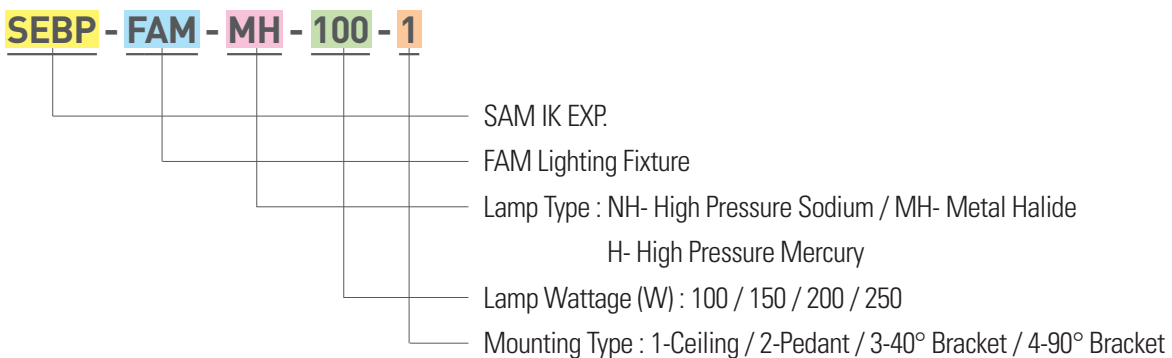 SEBP - FAM - MH - 100 - 1
SAM IK EXP.
FAM Lighting Fixture
Lamp Type : NH- High Pressure Sodium / MH- Metal Halide
H- High Pressure Mercury
Lamp Wattage (W) : 100 / 150 / 200 / 250
Mounting Type : 1-Ceiling / 2-Pedant / 3-40° Bracket / 4-90° Bracket